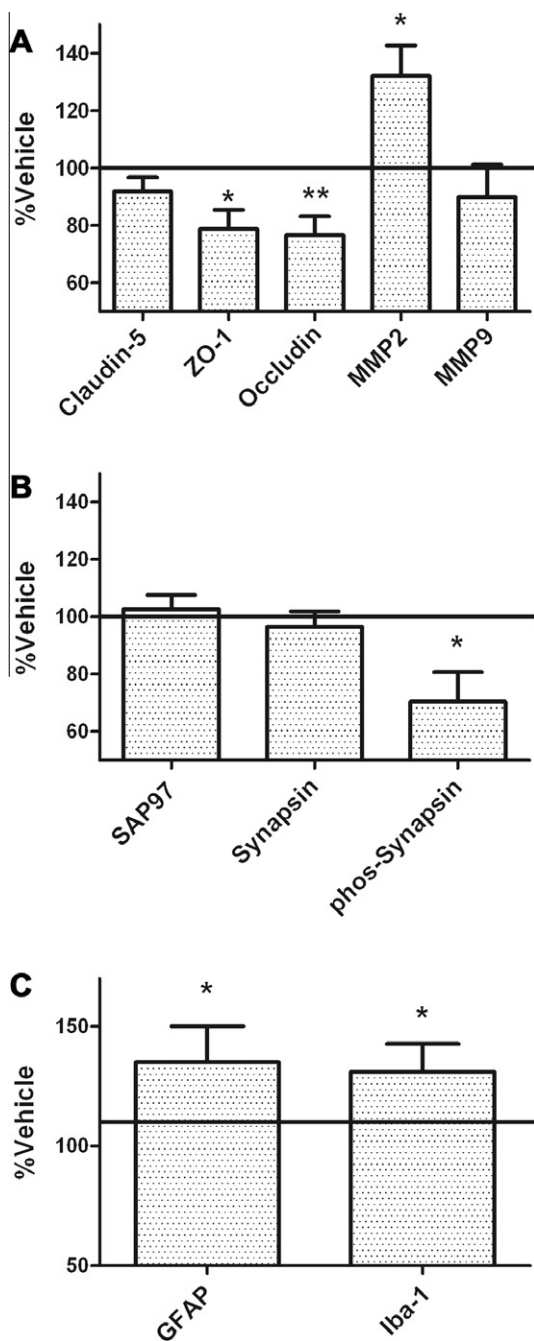 A
%Vehicle
140
120
100
80
60
*
**
*
Claudin-5
ZO-1
Occludin
MMP2
MMP9
B
%Vehicle
140
120
100
80
60
*
SAP97
Synapsin
phos-Synapsin
C
%Vehicle
150
100
50
*
*
GFAP
Iba-1